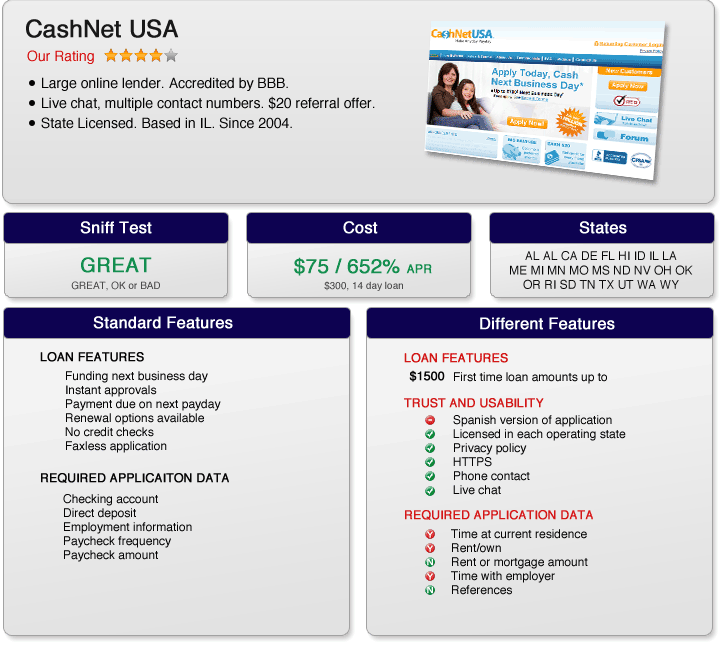 CashNet USA
Our Rating
Large online lender. Accredited by BBB.
Live chat, multiple contact numbers. $20 referral offer.
State Licensed. Based in IL. Since 2004.
CashNetUSA
Apply Today, Cash
Next Business Day*
Apply Now!
New Customers
Apply Now
Live Chat
Forum
Sniff Test
GREAT
GREAT, OK or BAD
Cost
$75 / 652% APR
$300, 14 day loan
States
AL AL CA DE FL HI ID IL LA
ME MI MN MO MS ND NV OH OK
OR RI SD TN TX UT WA WY
Standard Features
LOAN FEATURES
Funding next business day
Instant approvals
Payment due on next payday
Renewal options available
No credit checks
Faxless application
REQUIRED APPLICAITON DATA
Checking account
Direct deposit
Employment information
Paycheck frequency
Paycheck amount
Different Features
LOAN FEATURES
$1500 First time loan amounts up to
TRUST AND USABILITY
Spanish version of application
Licensed in each operating state
Privacy policy
HTTPS
Phone contact
Live chat
REQUIRED APPLICATION DATA
Y Time at current residence
Y Rent/own
N Rent or mortgage amount
Y Time with employer
N References